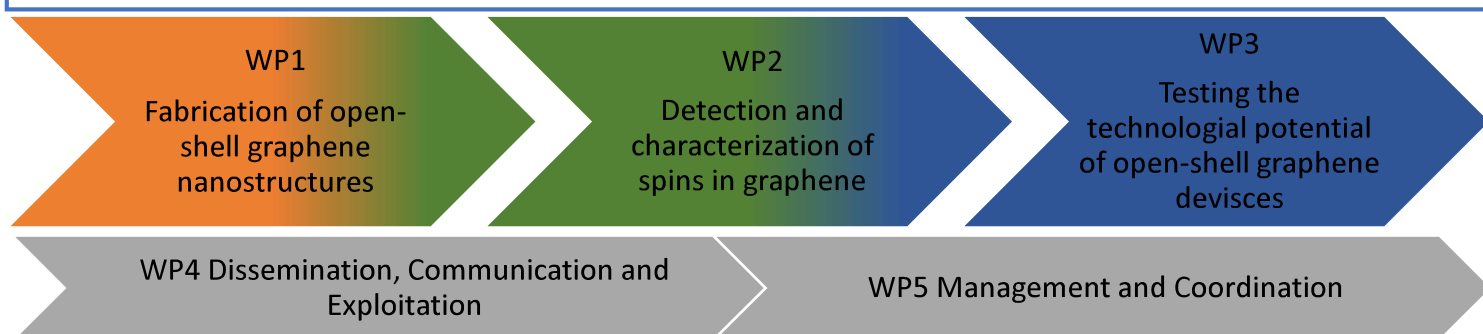 WP1
Fabrication of open-
shell graphene
nanostructures
WP2
Detection and
characterization of
spins in graphene
WP3
Testing the
technologial potential
of open-shell graphene
devisces
WP4 Dissemination, Communication and
Exploitation
WP5 Management and Coordination